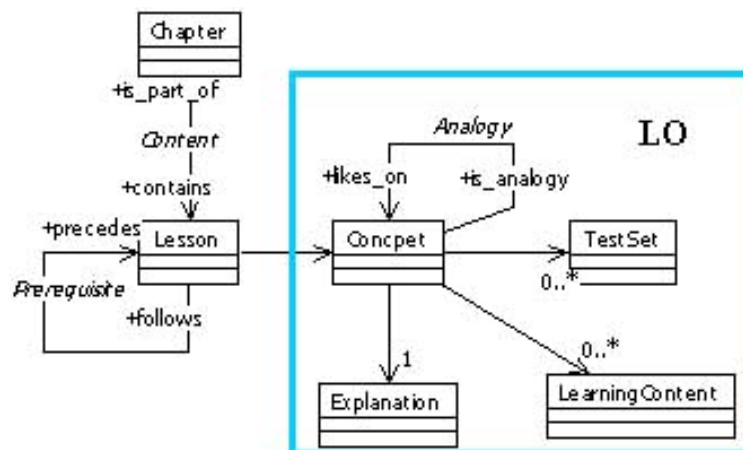 Chapter
+is_part_of
Content
+contains
+precedes
Lesson
Prerequisite
+follows
LO
Analogy
+likes_on
+is_analogy
Concpet
TestSet
0..*
1
0..*
Explanation
LearningContent